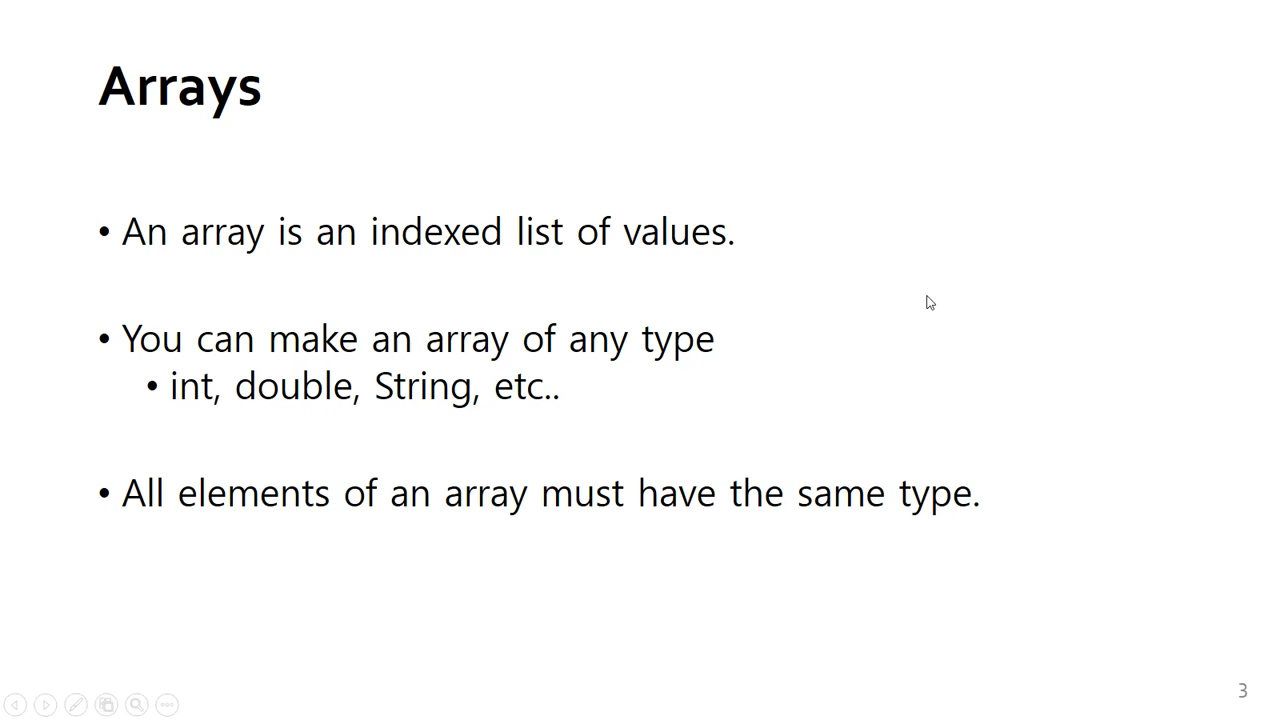 Arrays
• An array is an indexed list of values.
• You can make an array of any type
• int, double, String, etc..
• All elements of an array must have the same type.
3